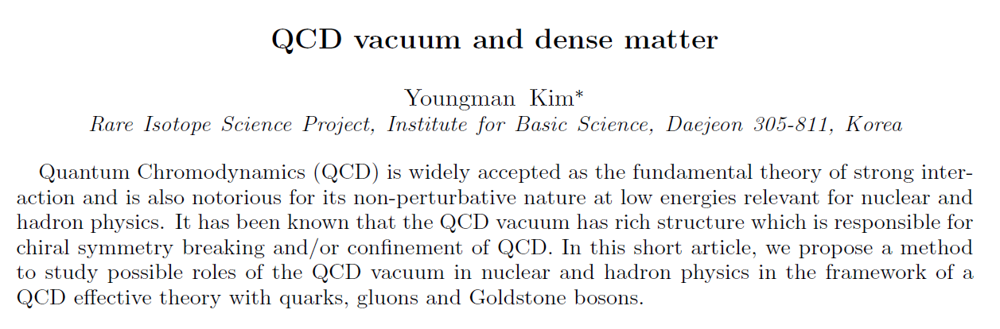 QCD vacuum and dense matter
Youngman Kim*
Rare Isotope Science Project, Institute for Basic Science, Daejeon 305-811, Korea
Quantum Chromodynamics (QCD) is widely accepted as the fundamental theory of strong inter-
action and is also notorious for its non-perturbative nature at low energies relevant for nuclear and
hadron physics. It has been known that the QCD vacuum has rich structure which is responsible for
chiral symmetry breaking and/or confinement of QCD. In this short article, we propose a method
to study possible roles of the QCD vacuum in nuclear and hadron physics in the framework of a
QCD effective theory with quarks, gluons and Goldstone bosons.